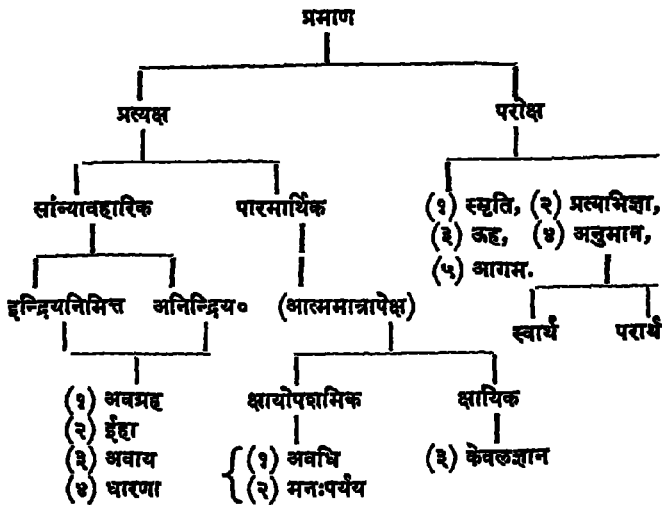 प्रमाण
प्रत्यक्ष परोक्ष
सांव्यावहारिक पारमार्थिक (१) स्मृति, (२) प्रत्यभिज्ञा,
(३) ऊह, (४) अनुमान,
(५) आगम.
इन्द्रियनिमित्त अनिन्द्रिय० (आत्ममात्रापेक्ष)
स्वार्थ परार्थ
(१) अवग्रह क्षायोपशमिक क्षायिक
(२) ईहा
(३) अवाय (१) अवधि (३) केवलज्ञान
(४) धारणा (२) मनःपर्यय